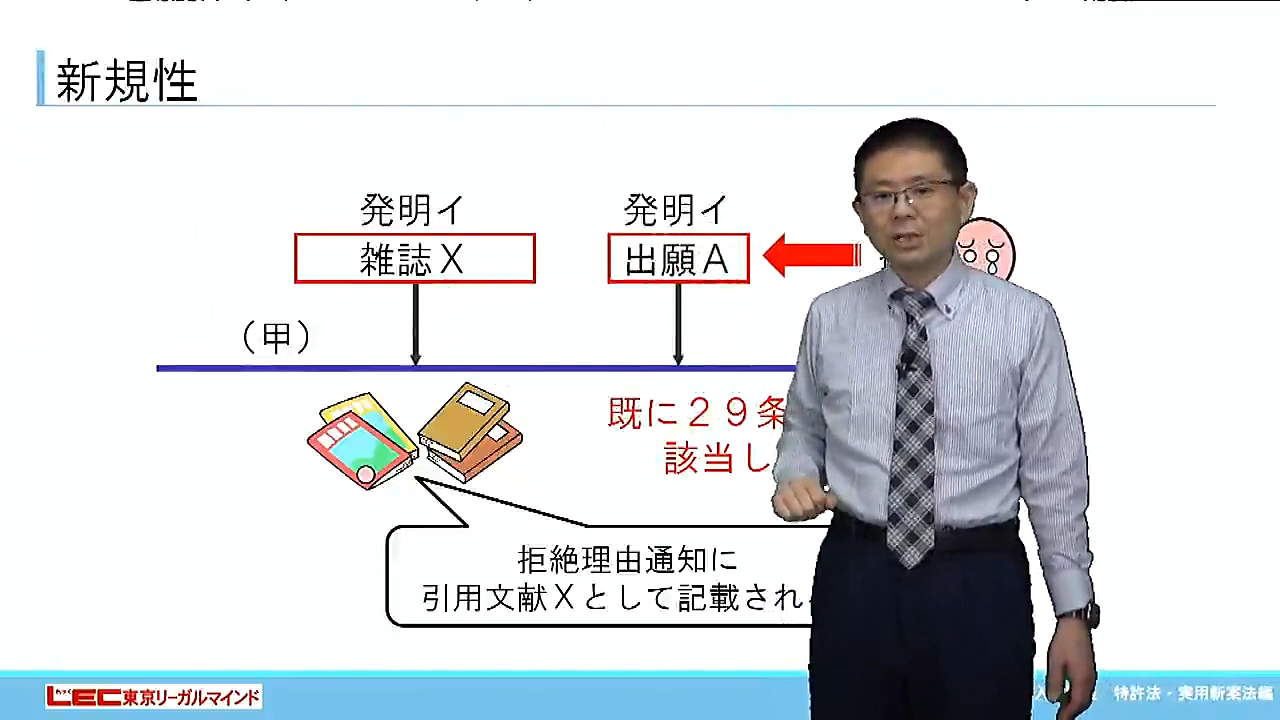 新規性
発明イ
発明イ
雑誌X
出願A
（甲）
既に２９条
該当し
拒絶理由通知に
引用文献Xとして記載され
LEC東京リーガルマインド
特許法・実用新案法編